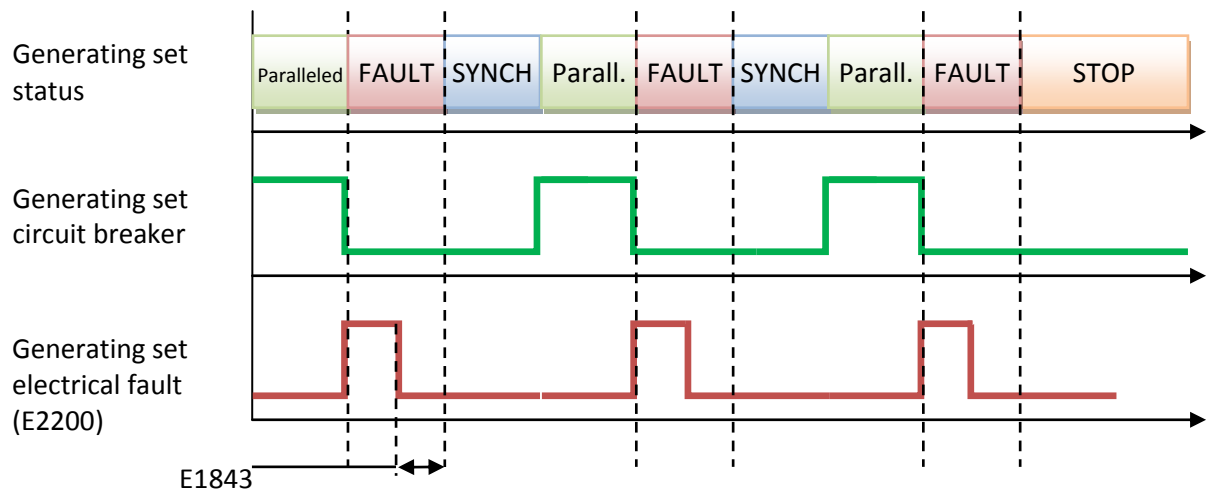 Generating set
status
Paralleled FAULT SYNCH Parall. FAULT SYNCH Parall. FAULT STOP
Generating set
circuit breaker
Generating set
electrical fault
(E2200)
E1843